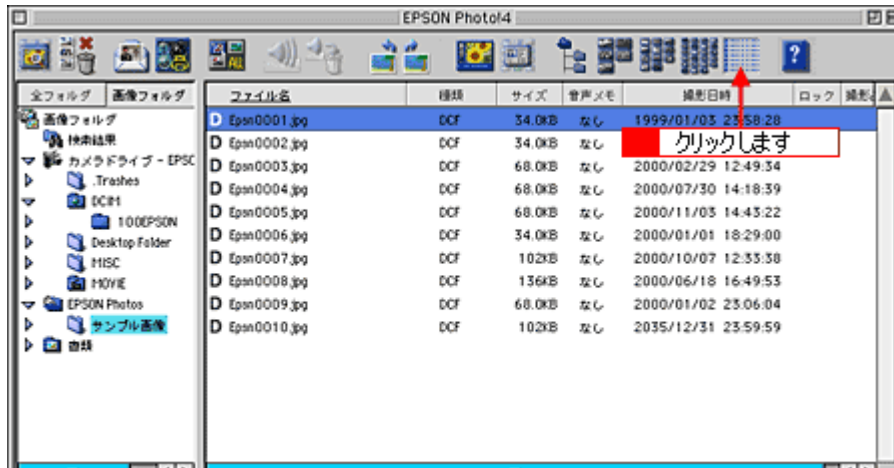 EPSON Photo!4
全フォルダ 画像フォルダ
画像フォルダ
検索結果
カメラドライブ - EPSC
.Trashes
DCIM
100EPSON
Desktop Folder
MISC
MOVIE
EPSON Photos
サンプル画像
書類
ファイル名 種類 サイズ 音声メモ 撮影日時 ロック 撮影
D Epsn0001.jpg DCF 34.0KB なし 1999/01/03 23:58:28
D Epsn0002.jpg DCF 34.0KB なし
クリックします
D Epsn0003.jpg DCF 68.0KB なし 2000/02/29 12:49:34
D Epsn0004.jpg DCF 68.0KB なし 2000/07/30 14:18:39
D Epsn0005.jpg DCF 68.0KB なし 2000/11/03 14:43:22
D Epsn0006.jpg DCF 34.0KB なし 2000/01/01 18:29:00
D Epsn0007.jpg DCF 102KB なし 2000/10/07 12:33:38
D Epsn0008.jpg DCF 136KB なし 2000/06/18 16:49:53
D Epsn0009.jpg DCF 68.0KB なし 2000/01/02 23:06:04
D Epsn0010.jpg DCF 102KB なし 2035/12/31 23:59:59